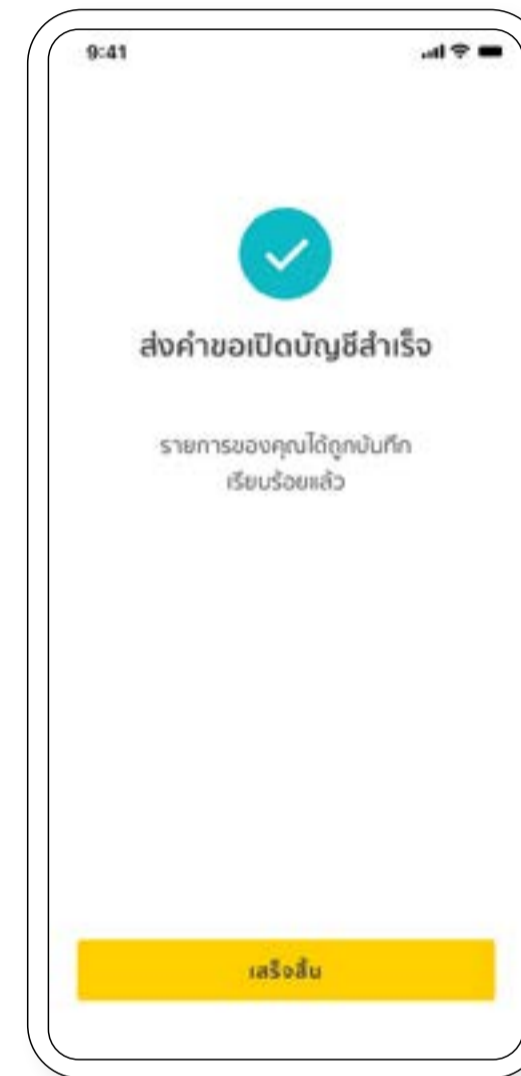 9:41
ส่งคำขอเปิดบัญชีสำเร็จ
รายการของคุณได้ถูกบันทึก
เรียบร้อยแล้ว
เสร็จสิ้น